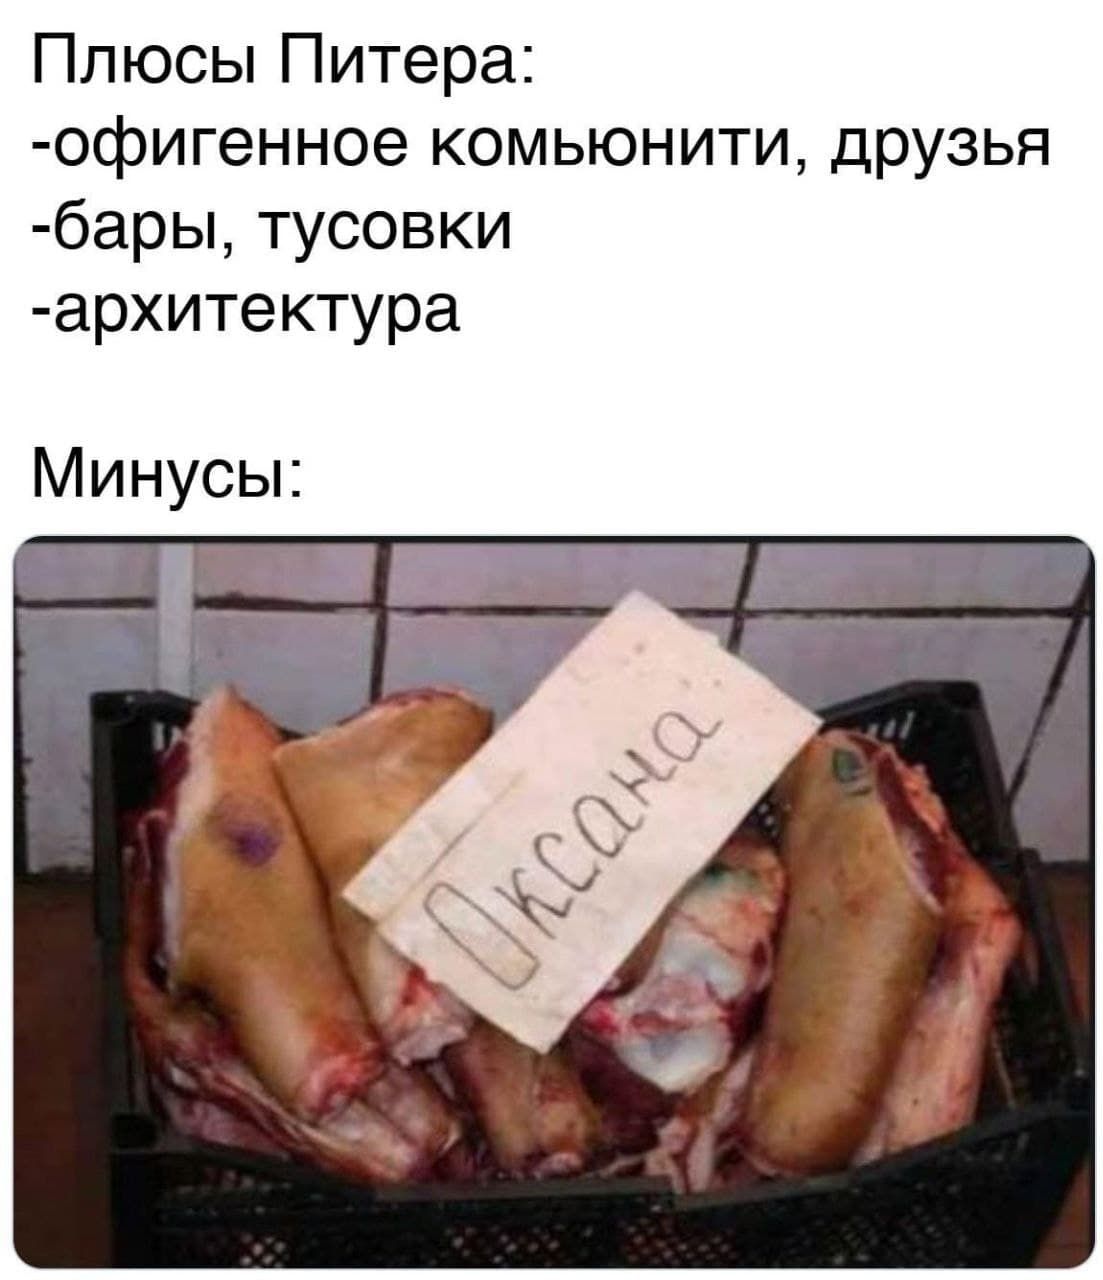 Плюсы Питера:
-офигенное комьюнити, друзья
-бары, тусовки
-архитектура
Минусы:
Оксана